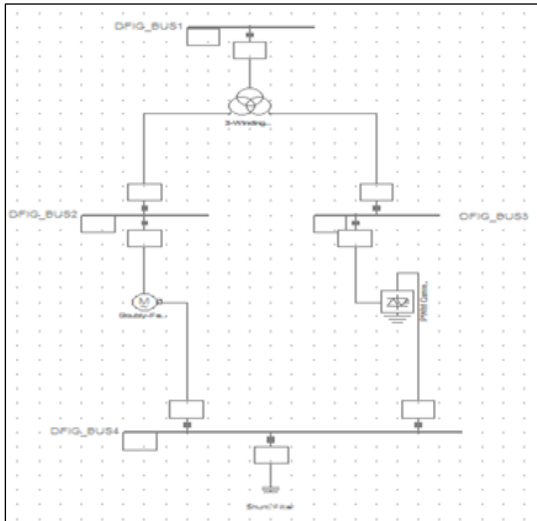 DFIG_BUS1
3-Winding...
DFIG_BUS2
DFIG_BUS3
M
Doubly-Fe...
PWM Conv...
DFIG_BUS4
Shunt Filter